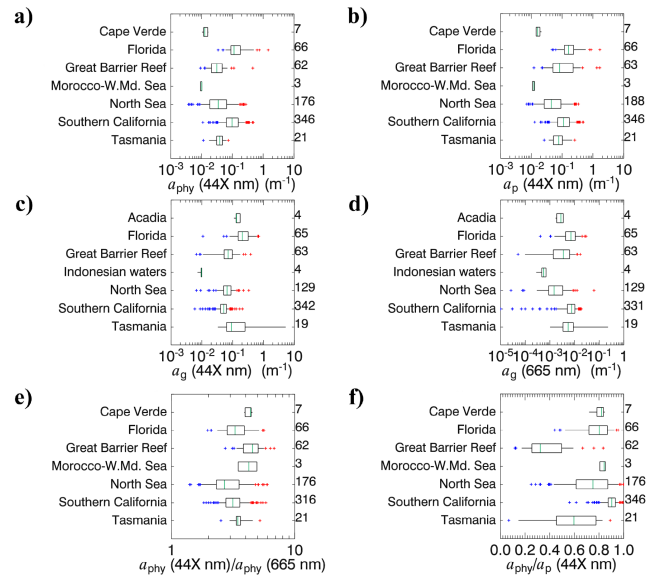 a)
Cape Verde 7
Florida 66
Great Barrier Reef 62
Morocco-W.Md. Sea 3
North Sea 176
Southern California 346
Tasmania 21
10-3 10-2 10-1 1 10
aphy (44X nm) (m-1)
b)
Cape Verde 7
Florida 66
Great Barrier Reef 63
Morocco-W.Md. Sea 3
North Sea 188
Southern California 346
Tasmania 21
10-3 10-2 10-1 1 10
ap (44X nm) (m-1)
c)
Acadia 4
Florida 65
Great Barrier Reef 63
Indonesian waters 4
North Sea 129
Southern California 342
Tasmania 19
10-3 10-2 10-1 1 10
ag (44X nm) (m-1)
d)
Acadia 4
Florida 65
Great Barrier Reef 63
Indonesian waters 4
North Sea 129
Southern California 331
Tasmania 19
10-5 10-4 10-3 10-2 10-1 1
ag (665 nm) (m-1)
e)
Cape Verde 7
Florida 66
Great Barrier Reef 62
Morocco-W.Md. Sea 3
North Sea 176
Southern California 316
Tasmania 21
1 10
aphy (44X nm)/aphy (665 nm)
f)
Cape Verde 7
Florida 66
Great Barrier Reef 62
Morocco-W.Md. Sea 3
North Sea 176
Southern California 346
Tasmania 21
0.0 0.2 0.4 0.6 0.8 1.0
aphy/ap (44X nm)